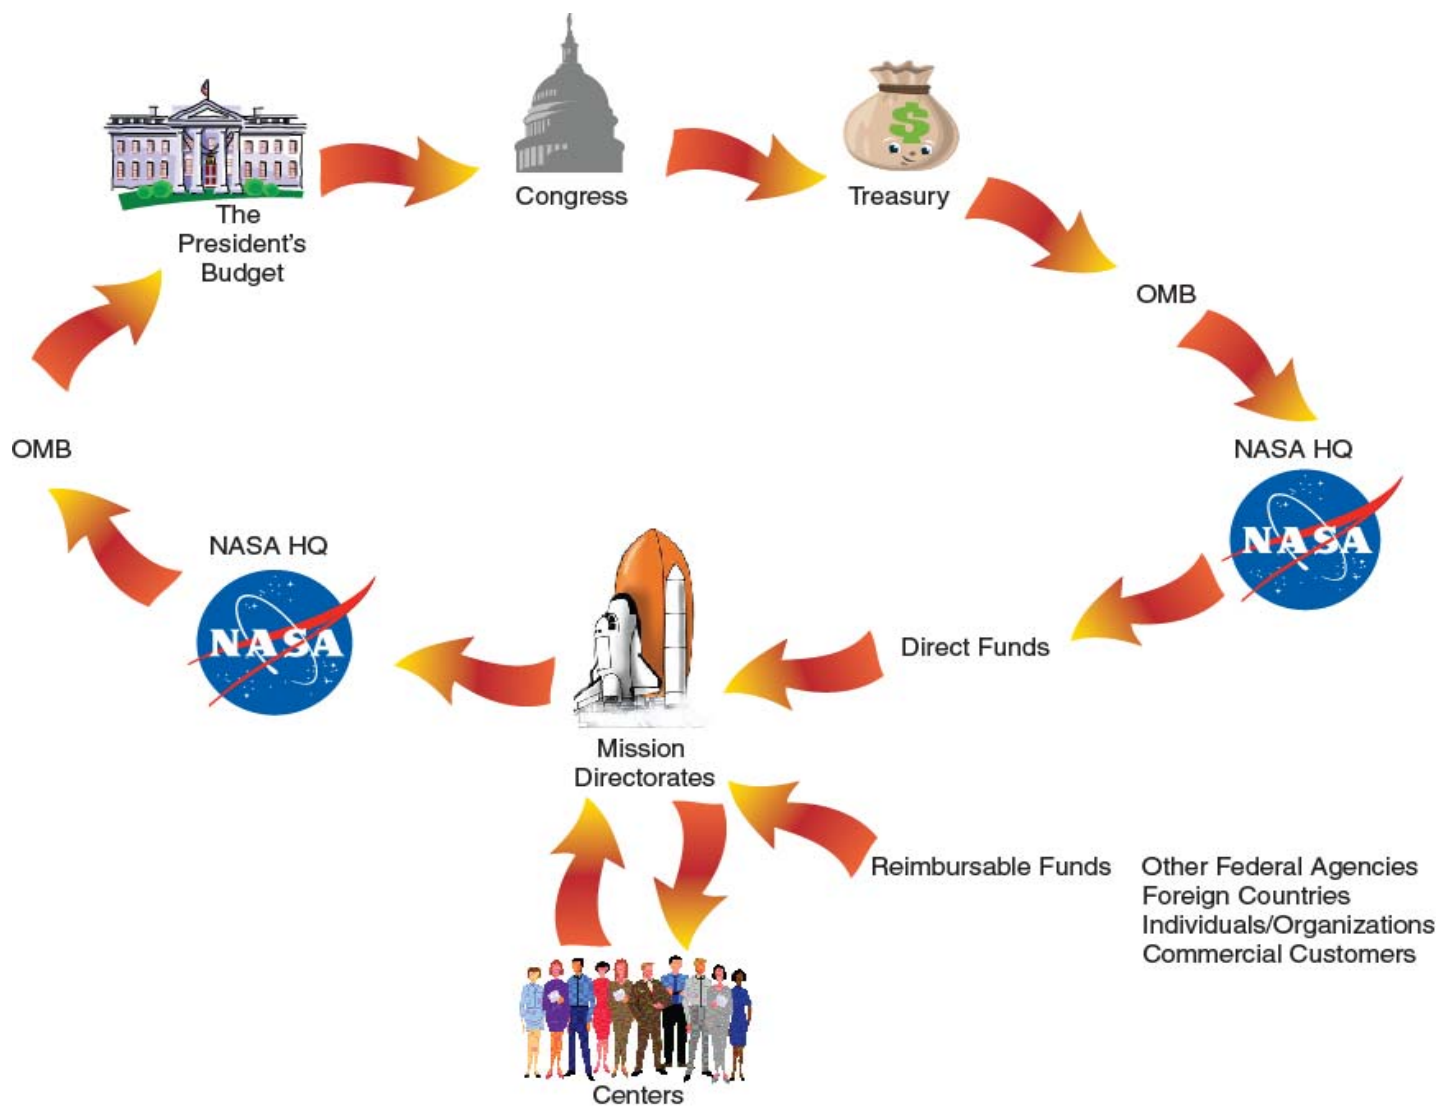 The
President's
Budget
Congress
Treasury
OMB
OMB
NASA HQ
NASA
NASA HQ
NASA
Direct Funds
Mission
Directorates
Reimbursable Funds
Other Federal Agencies
Foreign Countries
Individuals/Organizations
Commercial Customers
Centers
$